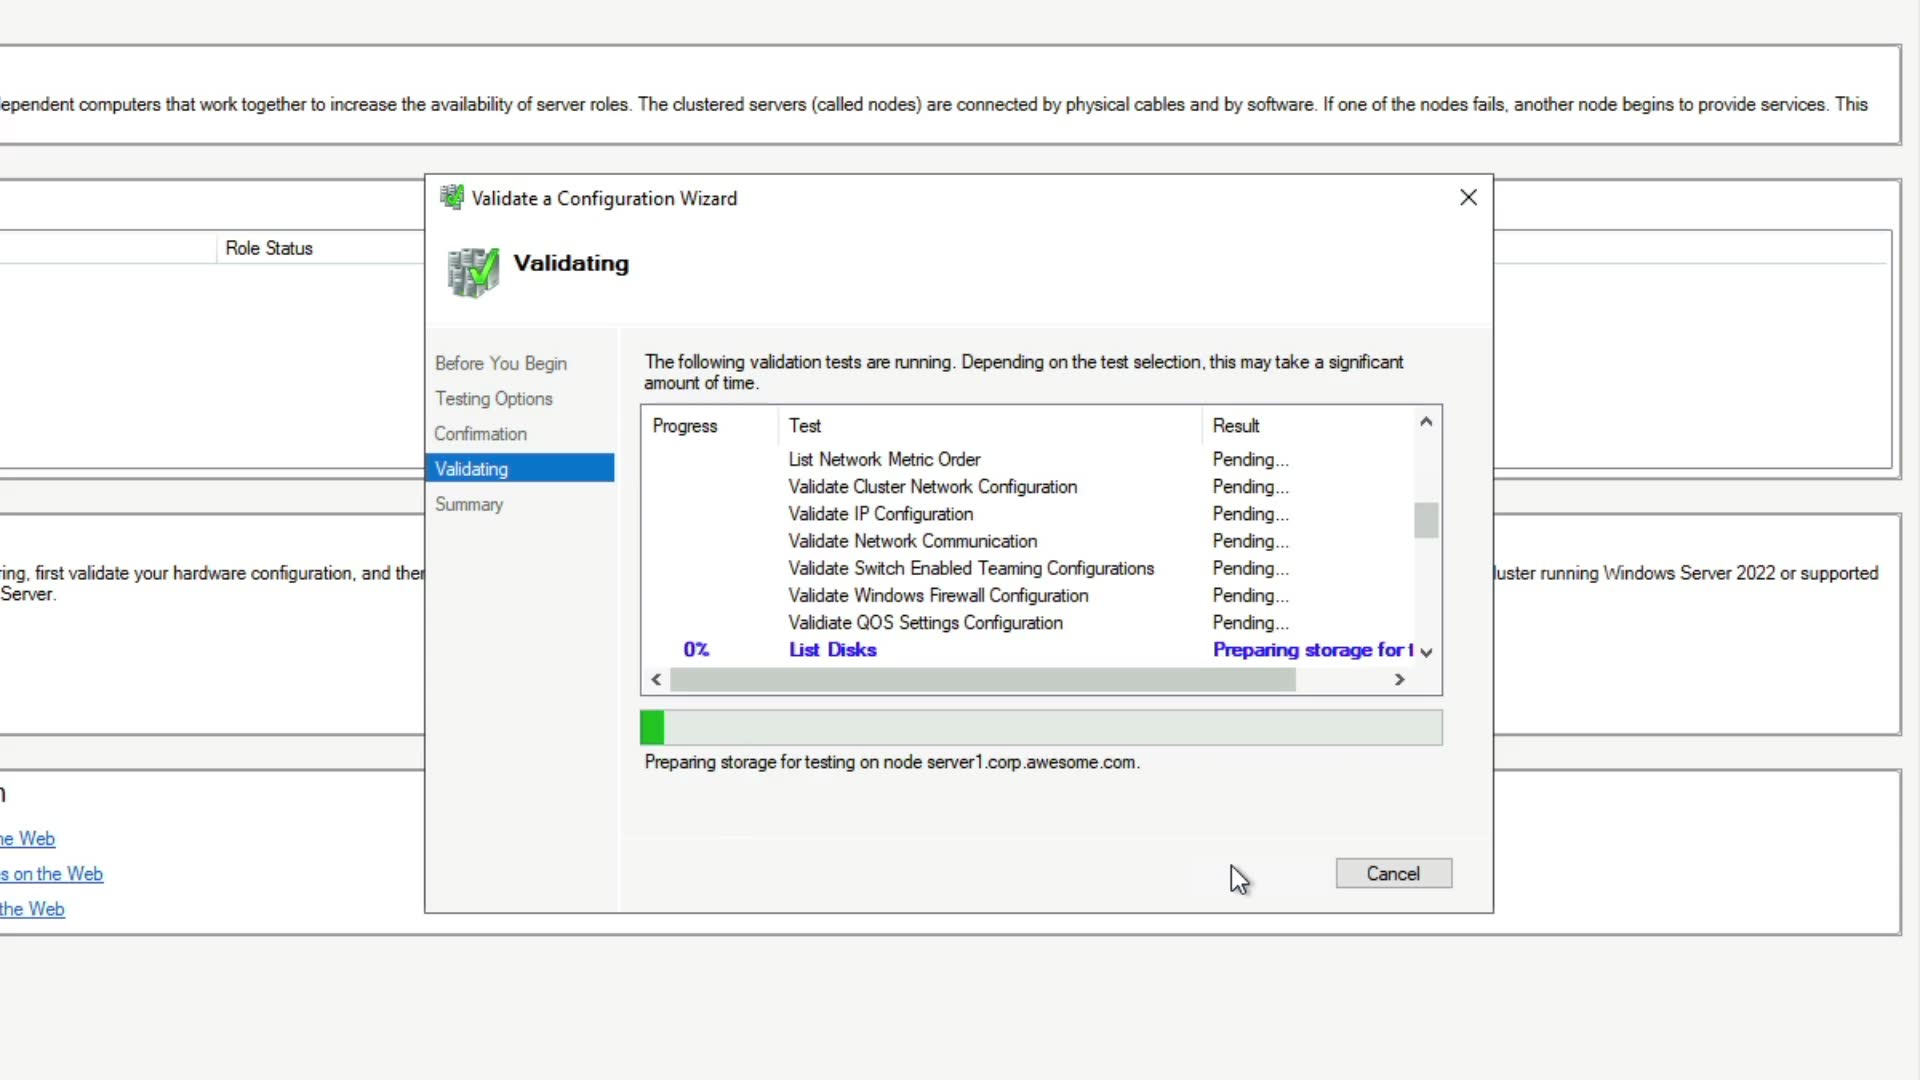 ependent computers that work together to increase the availability of server roles. The clustered servers (called nodes) are connected by physical cables and by software. If one of the nodes fails, another node begins to provide services. This
Role Status
Validate a Configuration Wizard
Validating
Before You Begin
Testing Options
Confirmation
Validating
Summary
The following validation tests are running. Depending on the test selection, this may take a significant
amount of time.
Progress Test Result
List Network Metric Order Pending...
Validate Cluster Network Configuration Pending...
Validate IP Configuration Pending...
Validate Network Communication Pending...
Validate Switch Enabled Teaming Configurations Pending...
Validate Windows Firewall Configuration Pending...
Validiate QOS Settings Configuration Pending...
0% List Disks Preparing storage for
Preparing storage for testing on node server1.corp.awesome.com.
Cancel
ring, first validate your hardware configuration, and then
Server.
luster running Windows Server 2022 or supported
he Web
s on the Web
the Web